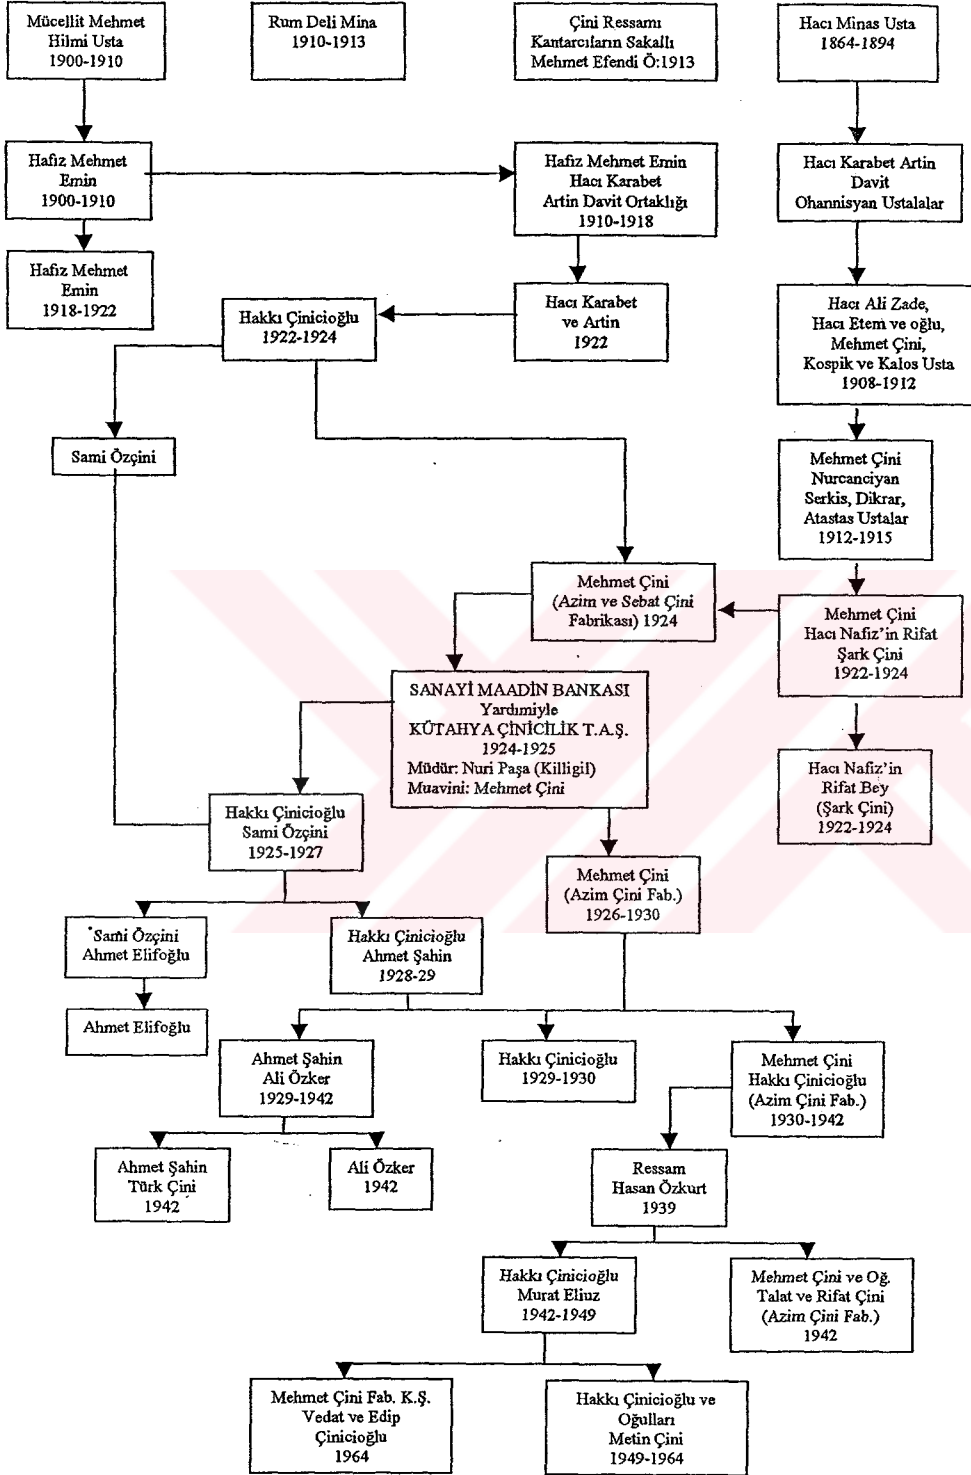 Mücellit Mehmet
Hilmi Usta
1900-1910
Rum Deli Mina
1910-1913
Çini Ressamı
Kantarcıların Sakallı
Mehmet Efendi Ö:1913
Hacı Minas Usta
1864-1894
Hafız Mehmet
Emin
1900-1910
Hafız Mehmet Emin
Hacı Karabet
Artin Davit Ortaklığı
1910-1918
Hacı Karabet Artin
Davit
Ohannisyan Ustalalar
Hafız Mehmet
Emin
1918-1922
Hakkı Çinicioğlu
1922-1924
Hacı Karabet
ve Artin
1922
Hacı Ali Zade,
Hacı Etem ve oğlu,
Mehmet Çini,
Kospik ve Kalos Usta
1908-1912
Sami Özçini
Mehmet Çini
Nurcanciyan
Serkis, Dikrar,
Atastas Ustalar
1912-1915
Mehmet Çini
(Azim ve Sebat Çini
Fabrikası) 1924
Mehmet Çini
Hacı Nafiz'in Rifat
Şark Çini
1922-1924
SANAYİ MAADİN BANKASI
Yardımiyle
KÜTAHYA ÇİNİCİLİK T.A.Ş.
1924-1925
Müdür: Nuri Paşa (Killigil)
Muavini: Mehmet Çini
Hacı Nafiz'in
Rifat Bey
(Şark Çini)
1922-1924
Hakkı Çinicioğlu
Sami Özçini
1925-1927
Mehmet Çini
(Azim Çini Fab.)
1926-1930
Sami Özçini
Ahmet Elifoğlu
Hakkı Çinicioğlu
Ahmet Şahin
1928-29
Ahmet Elifoğlu
Ahmet Şahin
Ali Özker
1929-1942
Hakkı Çinicioğlu
1929-1930
Mehmet Çini
Hakkı Çinicioğlu
(Azim Çini Fab.)
1930-1942
Ahmet Şahin
Türk Çini
1942
Ali Özker
1942
Ressam
Hasan Özkurt
1939
Hakkı Çinicioğlu
Murat Eliuz
1942-1949
Mehmet Çini ve Oğ.
Talat ve Rifat Çini
(Azim Çini Fab.)
1942
Mehmet Çini Fab. K.Ş.
Vedat ve Edip
Çinicioğlu
1964
Hakkı Çinicioğlu ve
Oğulları
Metin Çini
1949-1964